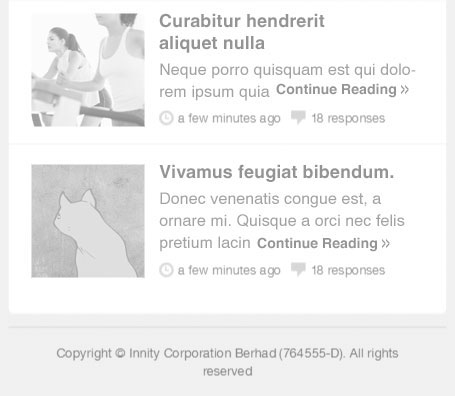 Curabitur hendrerit
aliquet nulla
Neque porro quisquam est qui dolo-
rem ipsum quia Continue Reading »
a few minutes ago 18 responses
Vivamus feugiat bibendum.
Donec venenatis congue est, a
ornare mi. Quisque a orci nec felis
pretium lacin Continue Reading »
a few minutes ago 18 responses
Copyright © Innity Corporation Berhad (764555-D). All rights
reserved